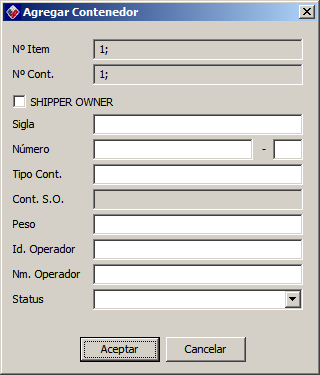 Agregar Contenedor
Nº Item 1;
Nº Cont. 1;
SHIPPER OWNER
Sigla
Número -
Tipo Cont.
Cont. S.O.
Peso
Id. Operador
Nm. Operador
Status
Aceptar Cancelar